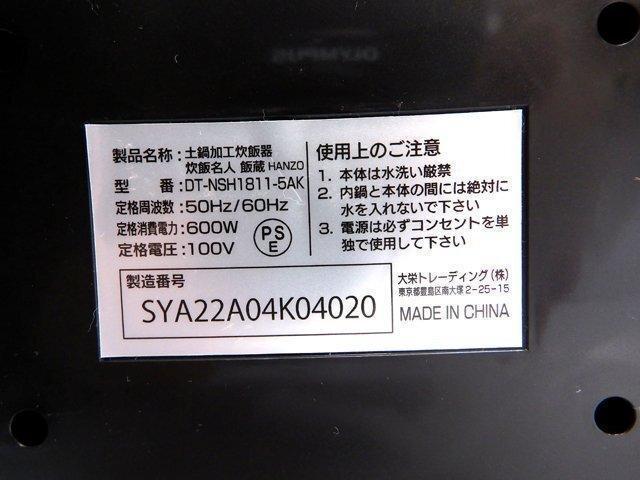 製品名称：土鍋加工炊飯器
炊飯名人 飯蔵 HANZO
型　番：DT-NSH1811-5AK
定格周波数：50Hz/60Hz
定格消費電力：600W
定格電圧：100V
PS
E
使用上のご注意
1. 本体は水洗い厳禁
2. 内鍋と本体の間には絶対に
水を入れないで下さい
3. 電源は必ずコンセントを単
独で使用して下さい
製造番号
SYA22A04K04020
大栄トレーディング（株）
東京都豊島区南大塚 2-25-15
MADE IN CHINA